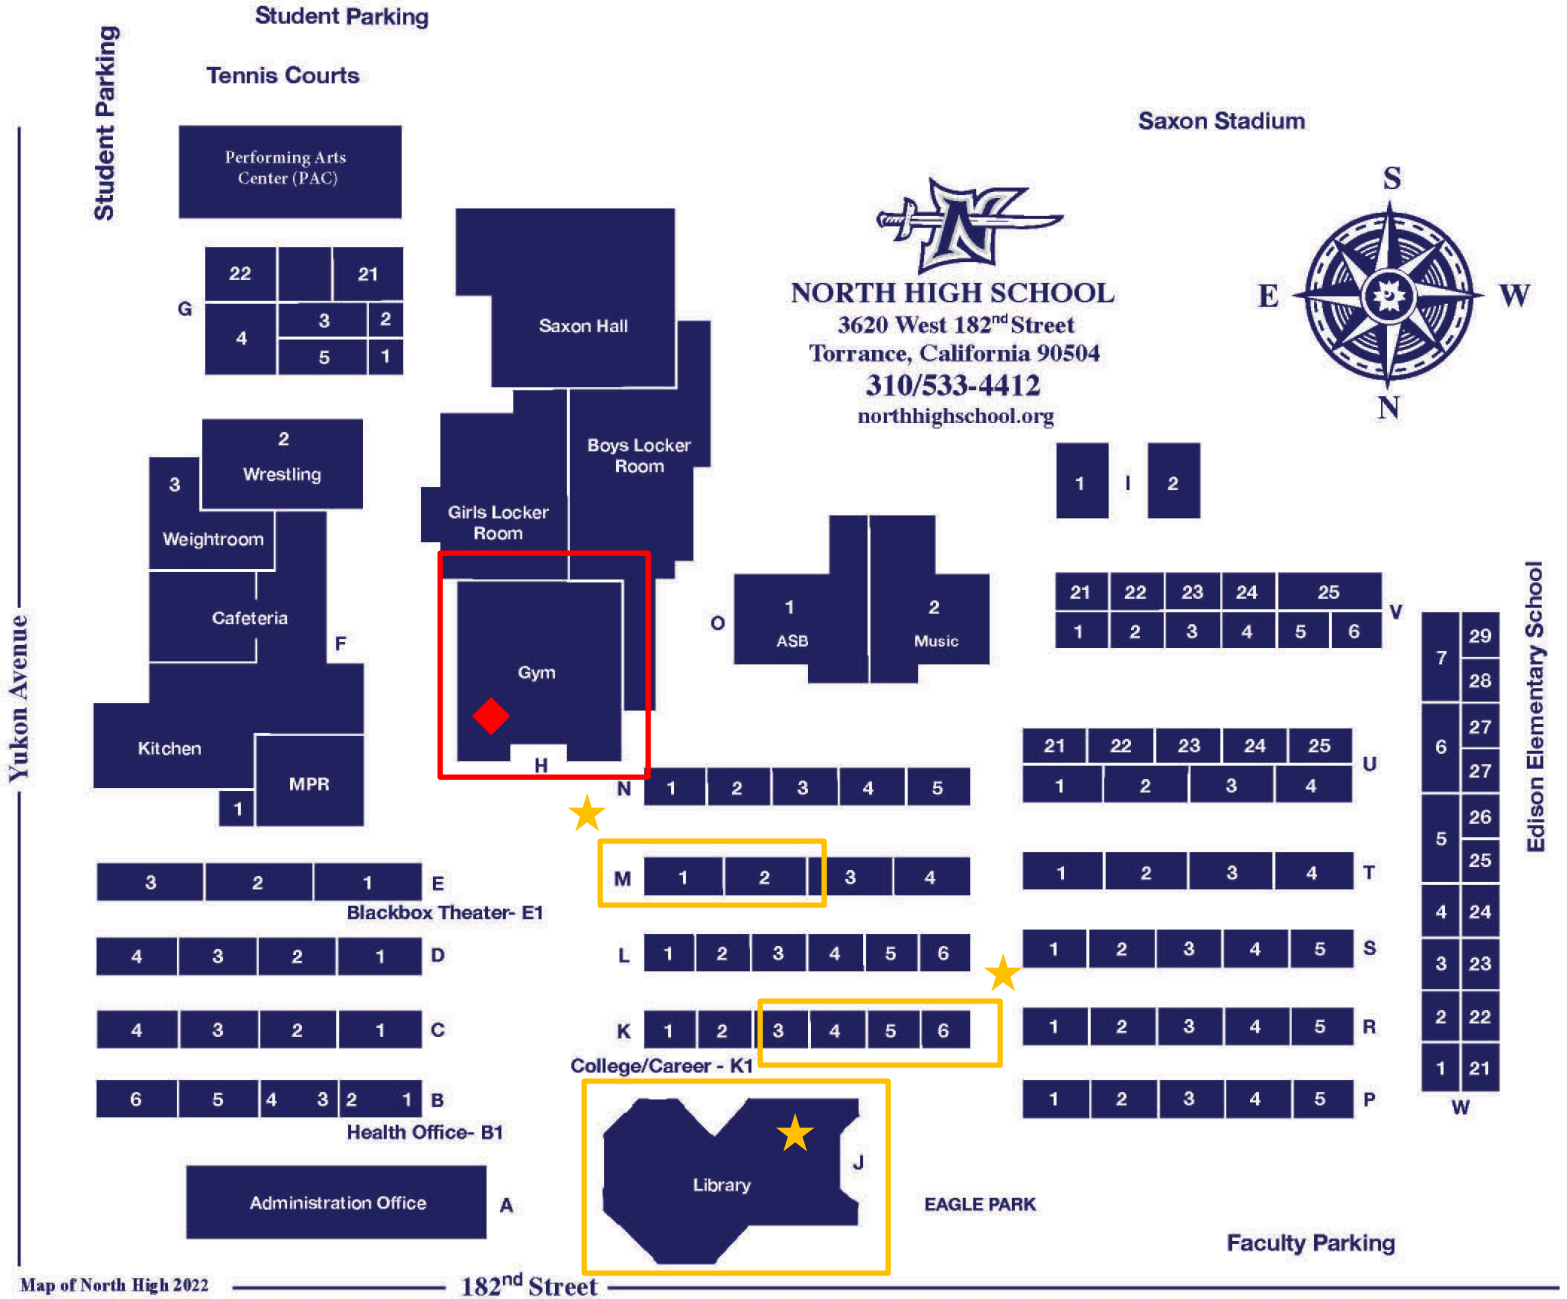 Student Parking
Student Parking
Tennis Courts
Performing Arts
Center (PAC)
Saxon Stadium
S
E
W
N
N
NORTH HIGH SCHOOL
3620 West 182nd Street
Torrance, California 90504
310/533-4412
northhighschool.org
22 21
G
3 2
4
5 1
Saxon Hall
2
Wrestling
3
Weightroom
Boys Locker
Room
Girls Locker
Room
1 I 2
Cafeteria
F
Gym
H
O
1
ASB
2
Music
21 22 23 24 25
V
1 2 3 4 5 6
Yukon Avenue
Edison Elementary School
Kitchen
MPR
1
N 1 2 3 4 5
21 22 23 24 25
U
1 2 3 4
7 29
28
6 27
27
5 26
25
4 24
3 23
2 22
1 21
W
3 2 1 E
Blackbox Theater- E1
M 1 2 3 4
1 2 3 4 T
4 3 2 1 D
L 1 2 3 4 5 6
1 2 3 4 5 S
4 3 2 1 C
K 1 2 3 4 5 6
College/Career - K1
1 2 3 4 5 R
6 5 4 3 2 1 B
Health Office- B1
1 2 3 4 5 P
Administration Office A
Library
J
EAGLE PARK
Faculty Parking
Map of North High 2022
182nd Street